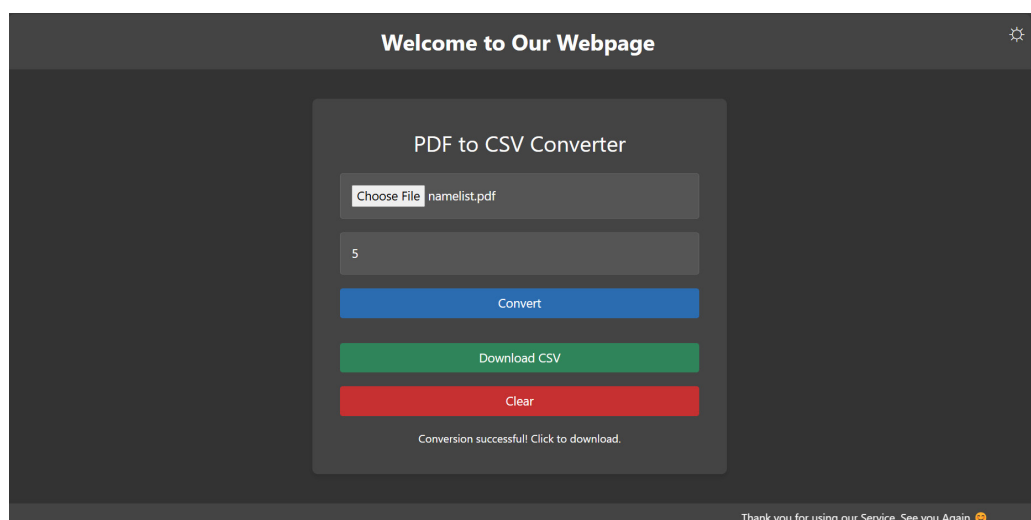 Welcome to Our Webpage
PDF to CSV Converter
Choose File namelist.pdf
5
Convert
Download CSV
Clear
Conversion successful! Click to download.
Thank you for using our Service. See you Again 😊